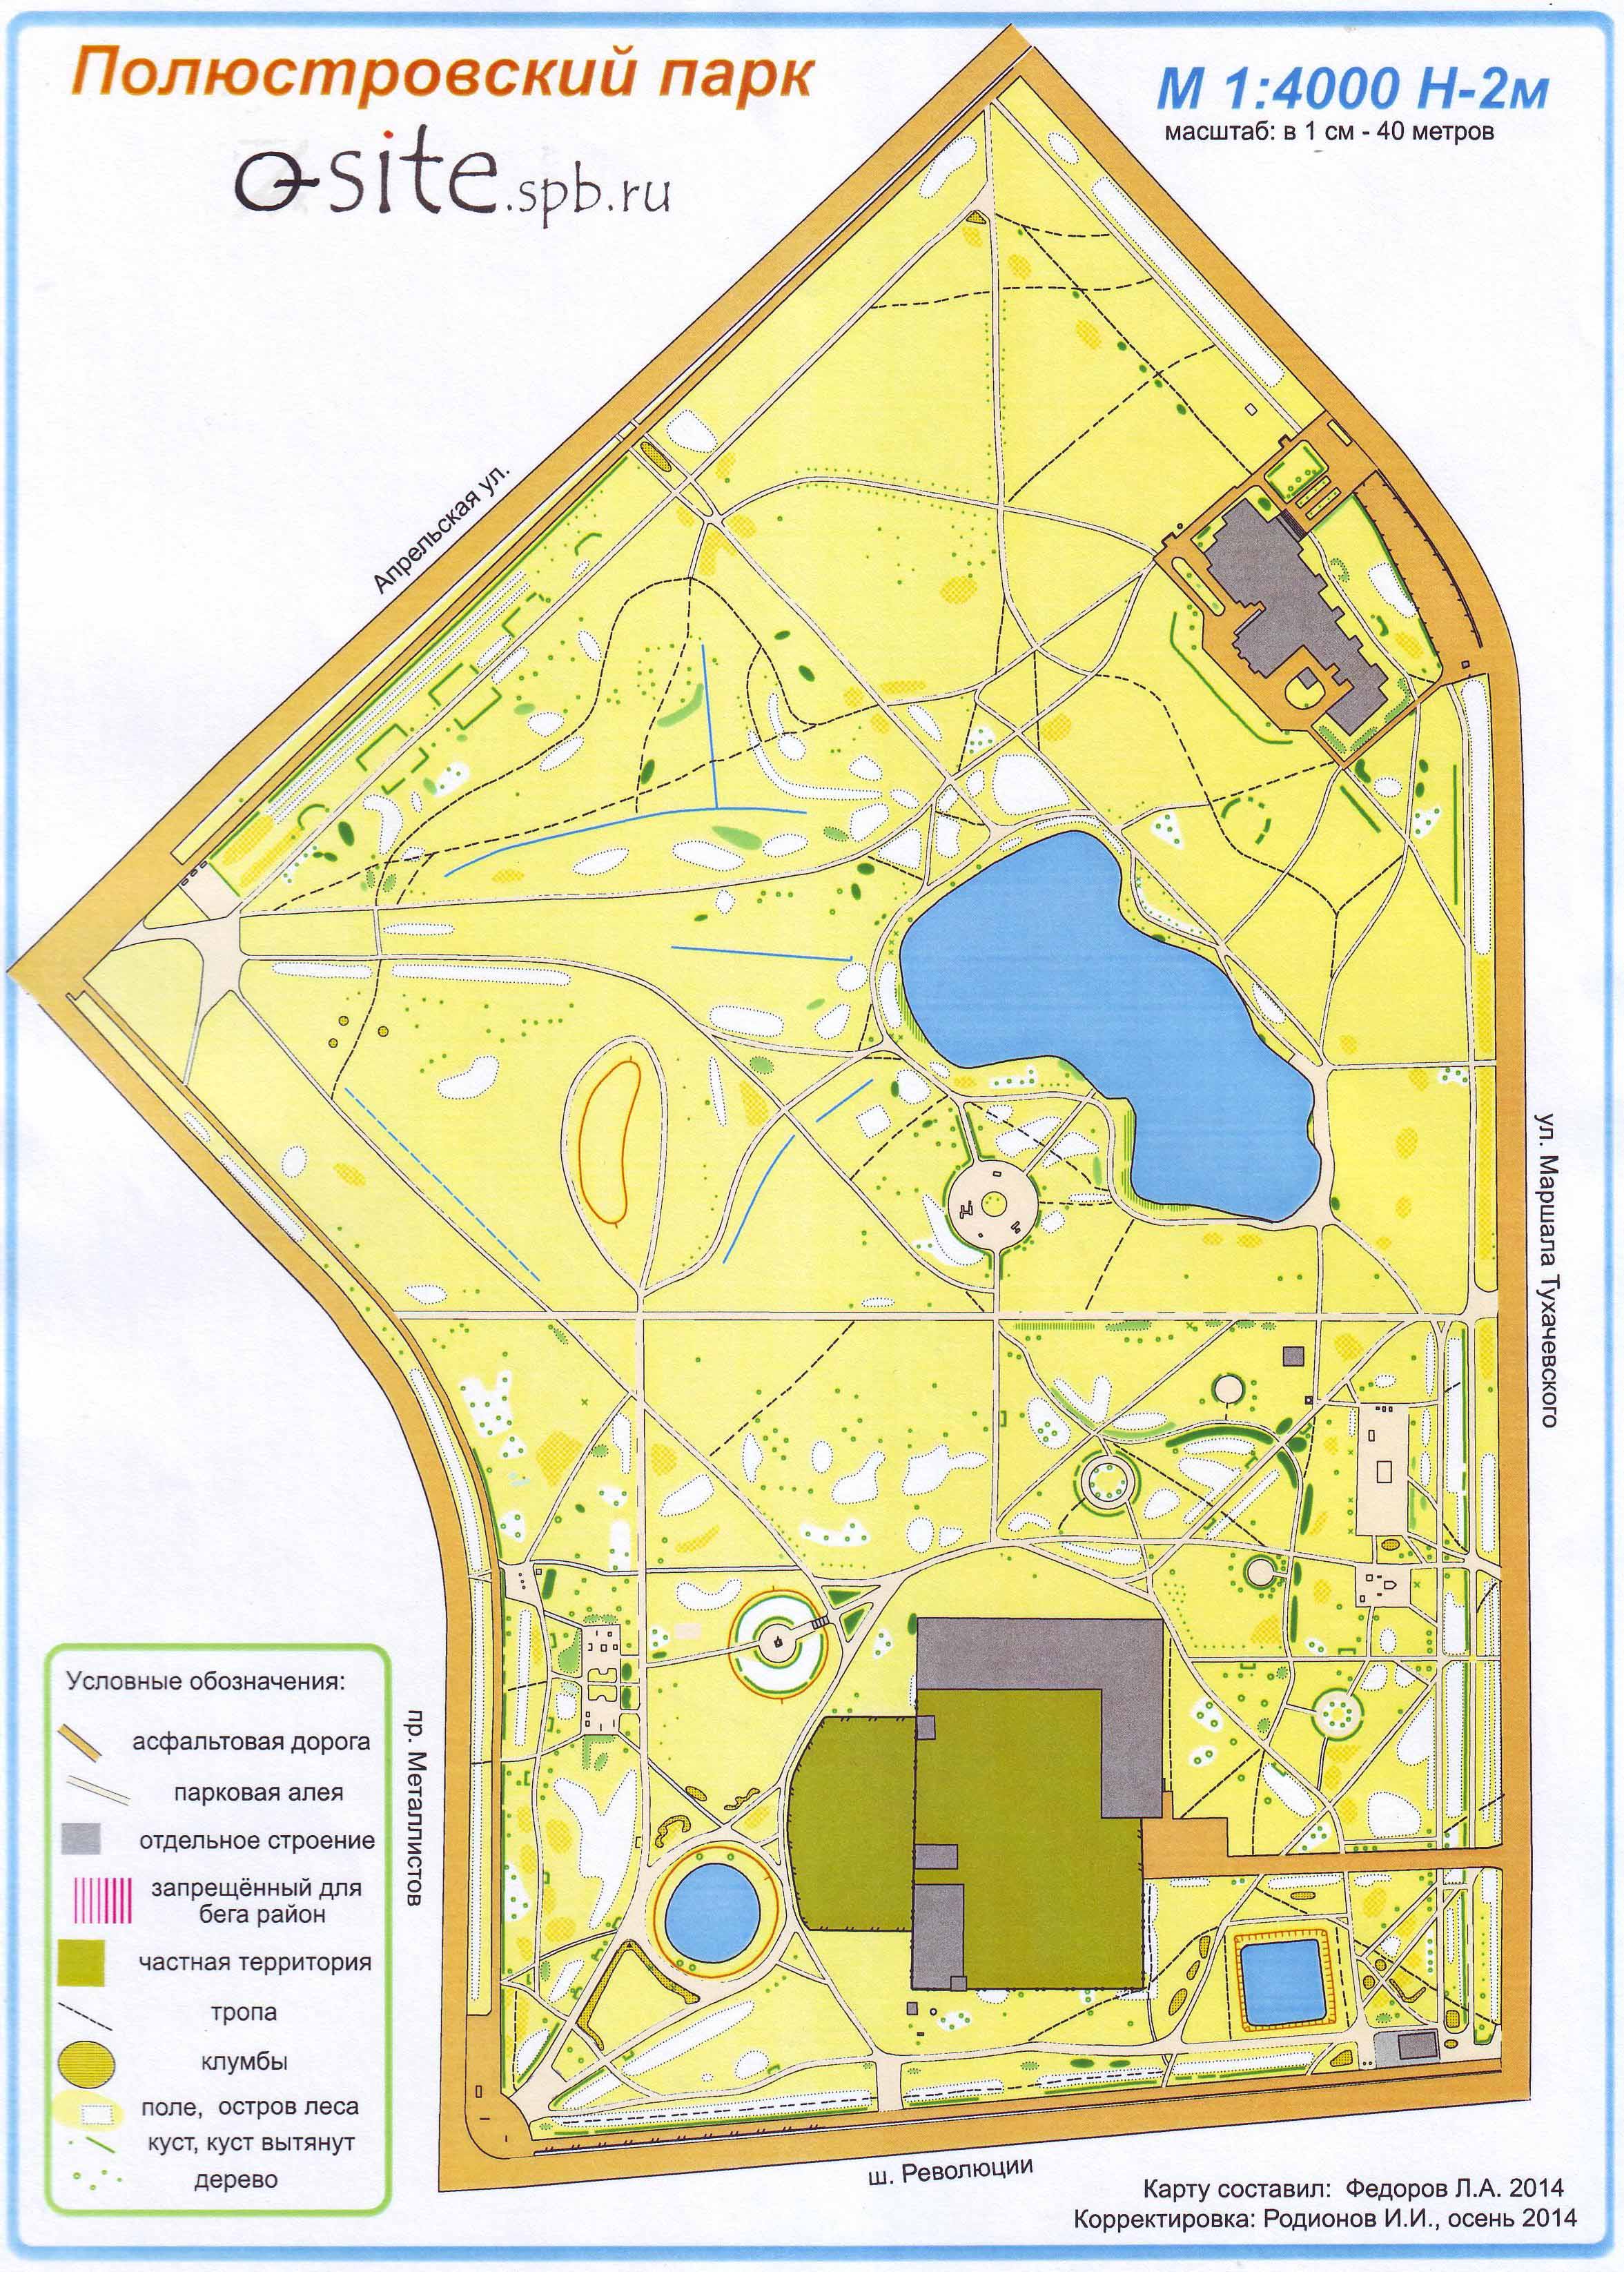 Полюстровский парк
o-site.spb.ru
М 1:4000 Н-2м
масштаб: в 1 см - 40 метров
Апрельская ул.
ул. Маршала Тухачевского
пр. Металлистов
ш. Революции
Условные обозначения:
асфальтовая дорога
парковая алея
отдельное строение
запрещённый для
бега район
частная территория
тропа
клумбы
поле, остров леса
куст, куст вытянут
дерево
Карту составил: Федоров Л.А. 2014
Корректировка: Родионов И.И., осень 2014